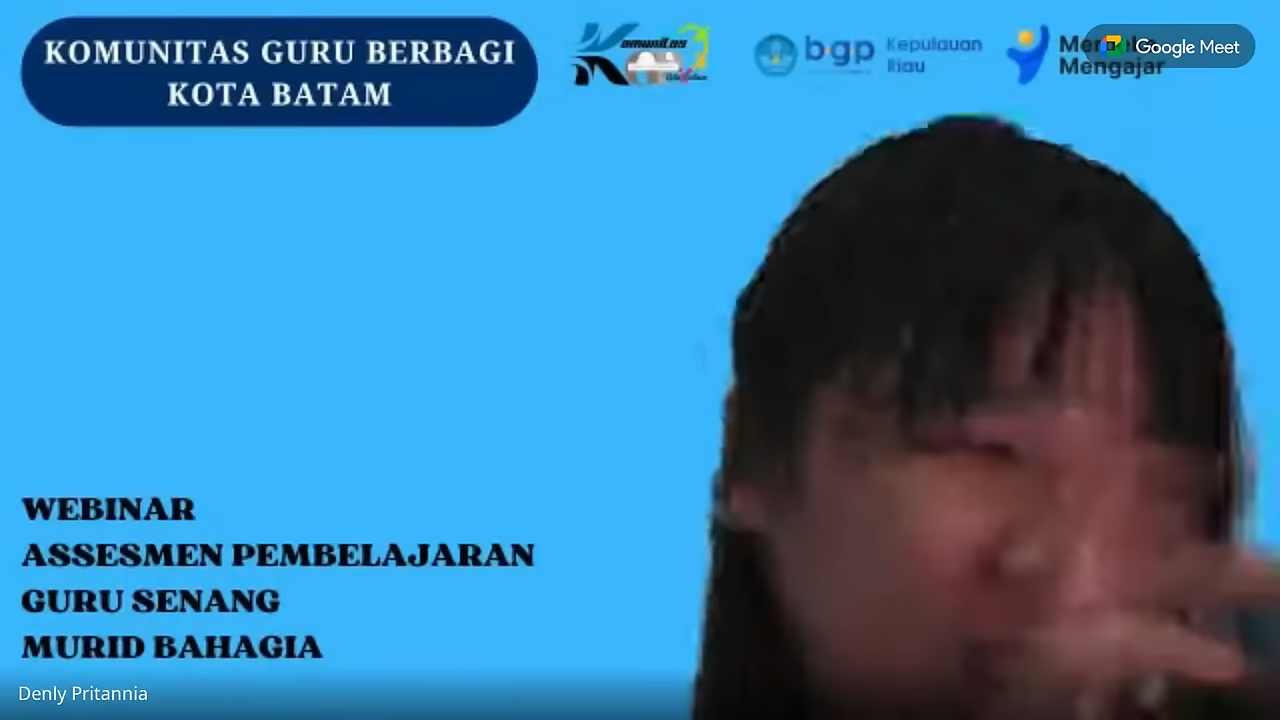 KOMUNITAS GURU BERBAGI
KOTA BATAM
Komunitas
bgp
Kepulauan
Riau
Mengajar
Google Meet
WEBINAR
ASSESMEN PEMBELAJARAN
GURU SENANG
MURID BAHAGIA
Denly Pritannia